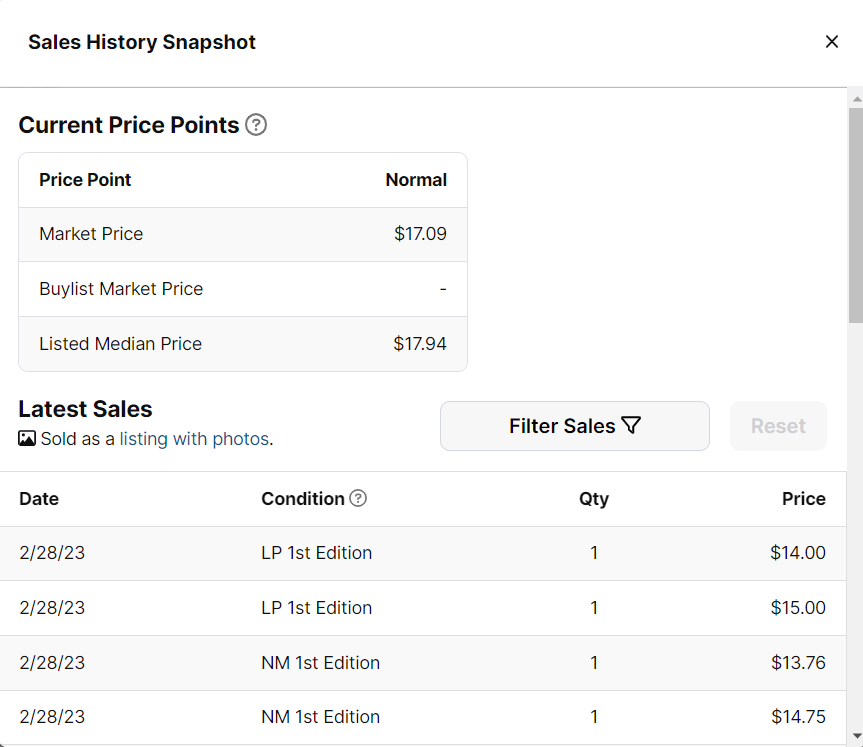 Sales History Snapshot
Current Price Points
Price Point Normal
Market Price $17.09
Buylist Market Price -
Listed Median Price $17.94
Latest Sales
Sold as a listing with photos.
Filter Sales
Reset
Date Condition Qty Price
2/28/23 LP 1st Edition 1 $14.00
2/28/23 LP 1st Edition 1 $15.00
2/28/23 NM 1st Edition 1 $13.76
2/28/23 NM 1st Edition 1 $14.75